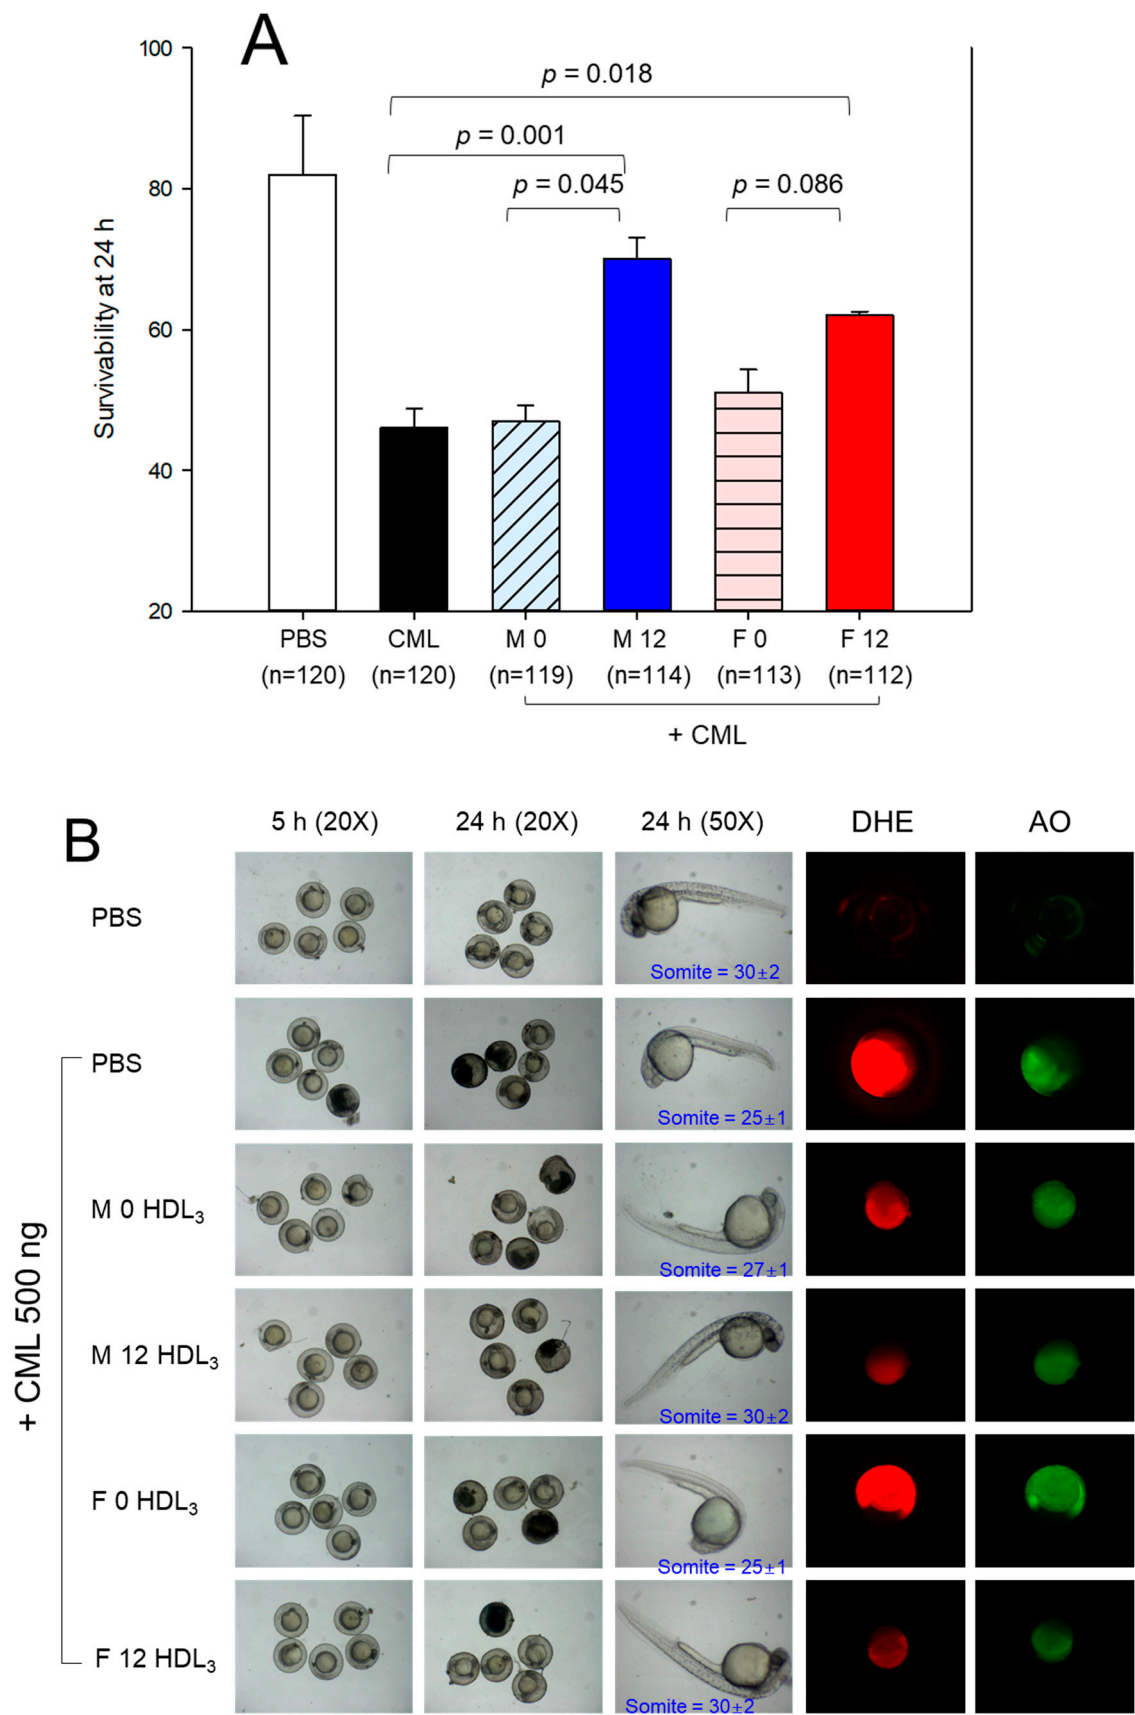 A
p = 0.018
p = 0.001
p = 0.045
p = 0.086
100
80
60
40
20
Survivability at 24 h
PBS CML M 0 M 12 F 0 F 12
(n=120) (n=120) (n=119) (n=114) (n=113) (n=112)
+ CML
B
5 h (20X) 24 h (20X) 24 h (50X) DHE AO
PBS
Somite = 30±2
PBS
Somite = 25±1
M 0 HDL3
Somite = 27±1
M 12 HDL3
Somite = 30±2
F 0 HDL3
Somite = 25±1
F 12 HDL3
Somite = 30±2
+ CML 500 ng